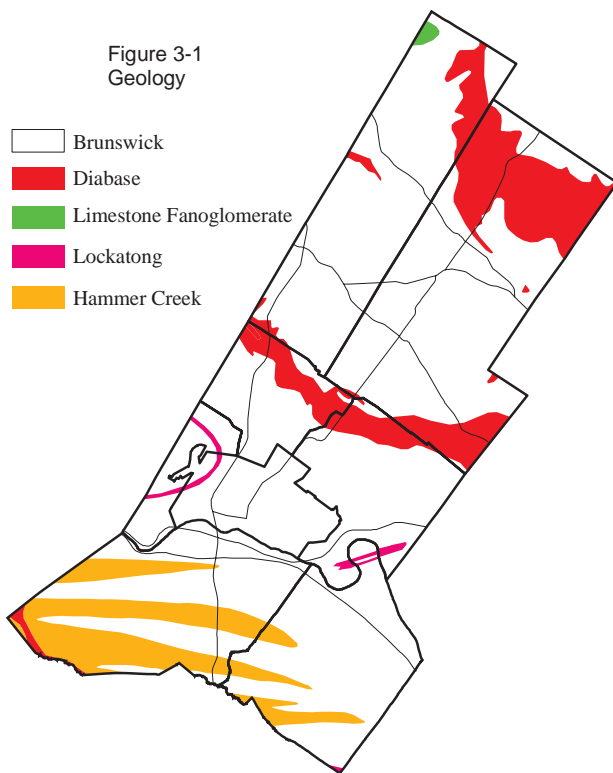 Figure 3-1
Geology
Brunswick
Diabase
Limestone Fanoglomerate
Lockatong
Hammer Creek